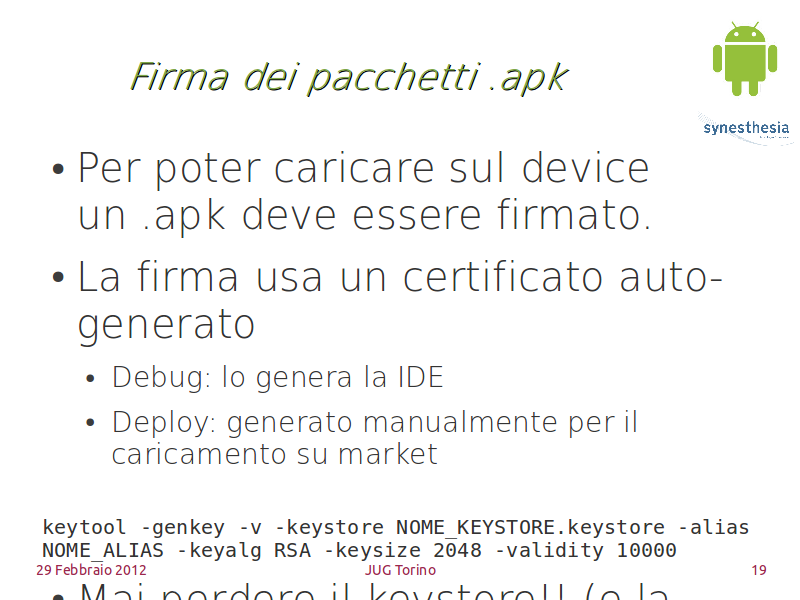 Firma dei pacchetti .apk
synesthesia
• Per poter caricare sul device
un .apk deve essere firmato.
• La firma usa un certificato auto-
generato
• Debug: lo genera la IDE
• Deploy: generato manualmente per il
caricamento su market
keytool -genkey -v -keystore NOME_KEYSTORE.keystore -alias
NOME_ALIAS -keyalg RSA -keysize 2048 -validity 10000
29 Febbraio 2012 JUG Torino 19
• Mai perdere il keystore!! (o la